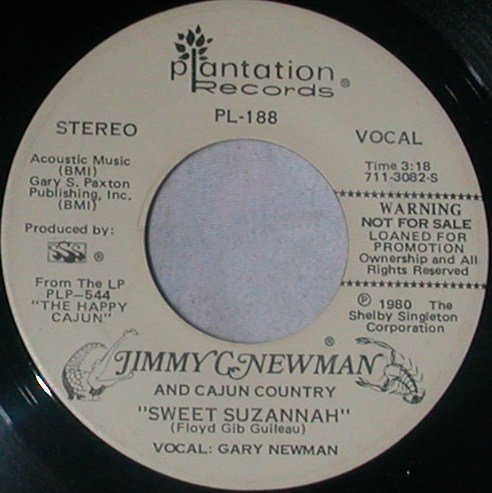 plantation
Records®
PL-188
STEREO
VOCAL
Acoustic Music
(BMI)
Gary S. Paxton
Publishing, Inc.
(BMI)
Time 3:18
711-3082-S
WARNING
NOT FOR SALE
LOANED FOR
PROMOTION
Ownership and All
Rights Reserved
Produced by:
SSS ®
From The LP
PLP-544
"THE HAPPY
CAJUN"
℗ 1980 The
Shelby Singleton
Corporation
JIMMY C. NEWMAN ®
AND CAJUN COUNTRY
"SWEET SUZANNAH"
(Floyd Gib Guileau)
VOCAL: GARY NEWMAN